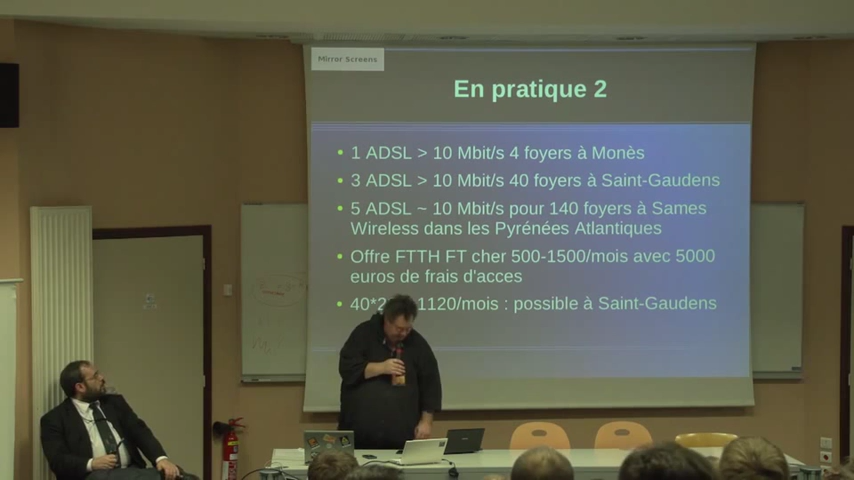 Mirror Screens
En pratique 2
1 ADSL > 10 Mbit/s 4 foyers à Monès
3 ADSL > 10 Mbit/s 40 foyers à Saint-Gaudens
5 ADSL ~ 10 Mbit/s pour 140 foyers à Sames
Wireless dans les Pyrénées Atlantiques
Offre FTTH FT cher 500-1500/mois avec 5000
euros de frais d'acces
1120/mois : possible à Saint-Gaudens